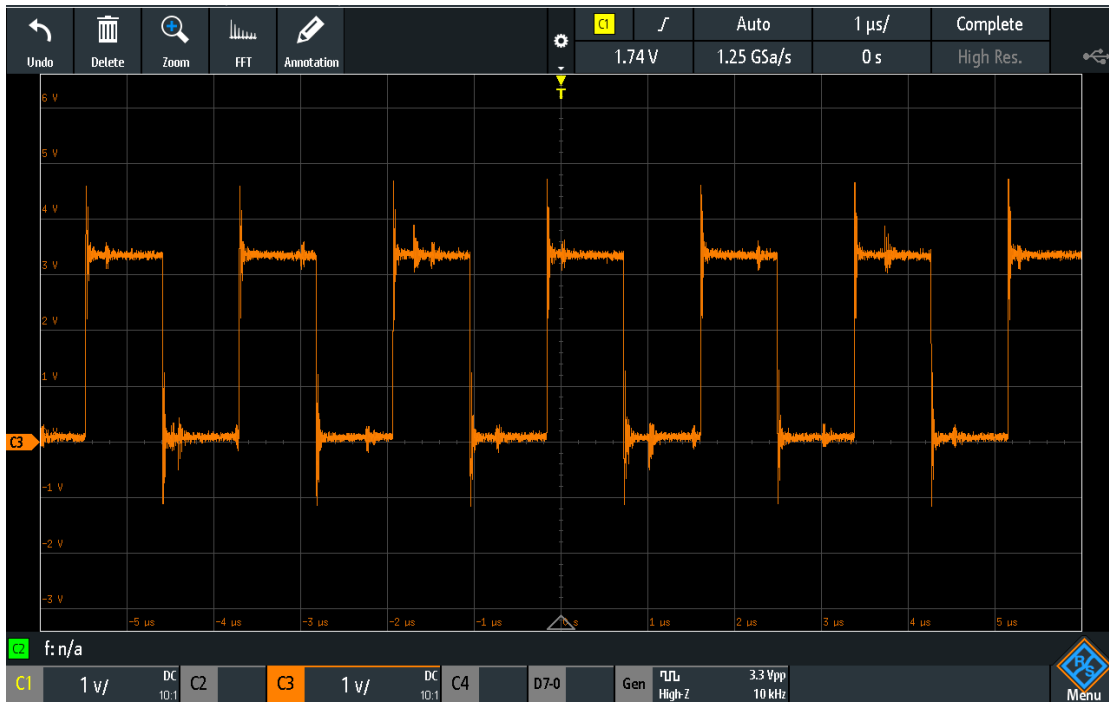 Undo
Delete
Zoom
FFT
Annotation
C1 Auto 1 µs/ Complete
1.74 V 1.25 GSa/s 0 s High Res.
T
6 V
5 V
4 V
3 V
2 V
1 V
C3
-1 V
-2 V
-3 V
-5 µs -4 µs -3 µs -2 µs -1 µs 0 s 1 µs 2 µs 3 µs 4 µs 5 µs
C2 f: n/a
C1 1 V/ DC 10:1 C2 C3 1 V/ DC 10:1 C4 D7-0 Gen High-Z 3.3 Vpp 10 kHz
R&S
Menu